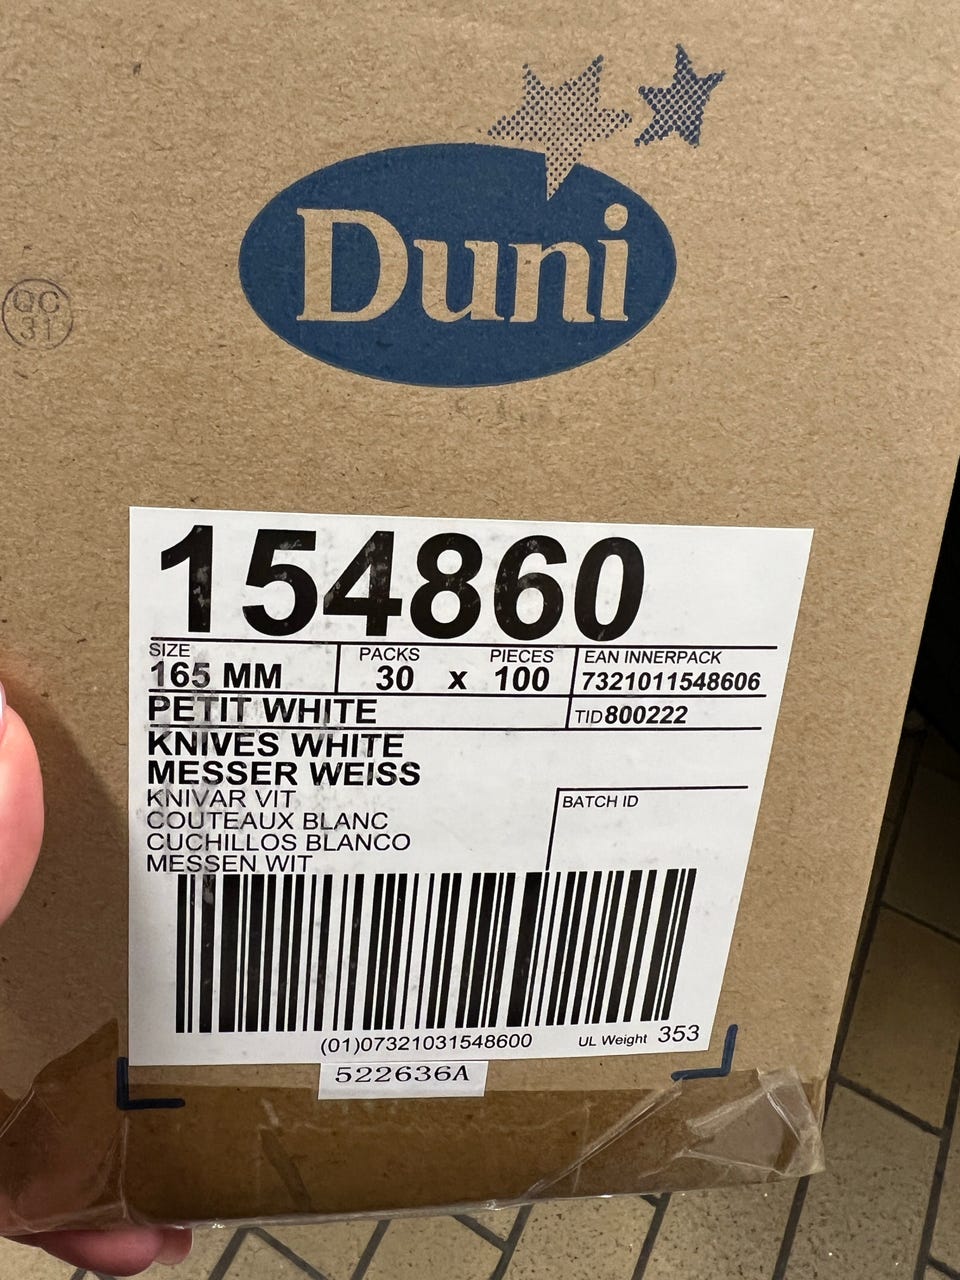 Duni
QC
31
154860
SIZE PACKS PIECES EAN INNERPACK
165 MM 30 x 100 7321011548606
PETIT WHITE TID800222
KNIVES WHITE
MESSER WEISS
KNIVAR VIT
BATCH ID
COUTEAUX BLANC
CUCHILLOS BLANCO
MESSEN WIT
(01)07321031548600 UL Weight 353
522636A